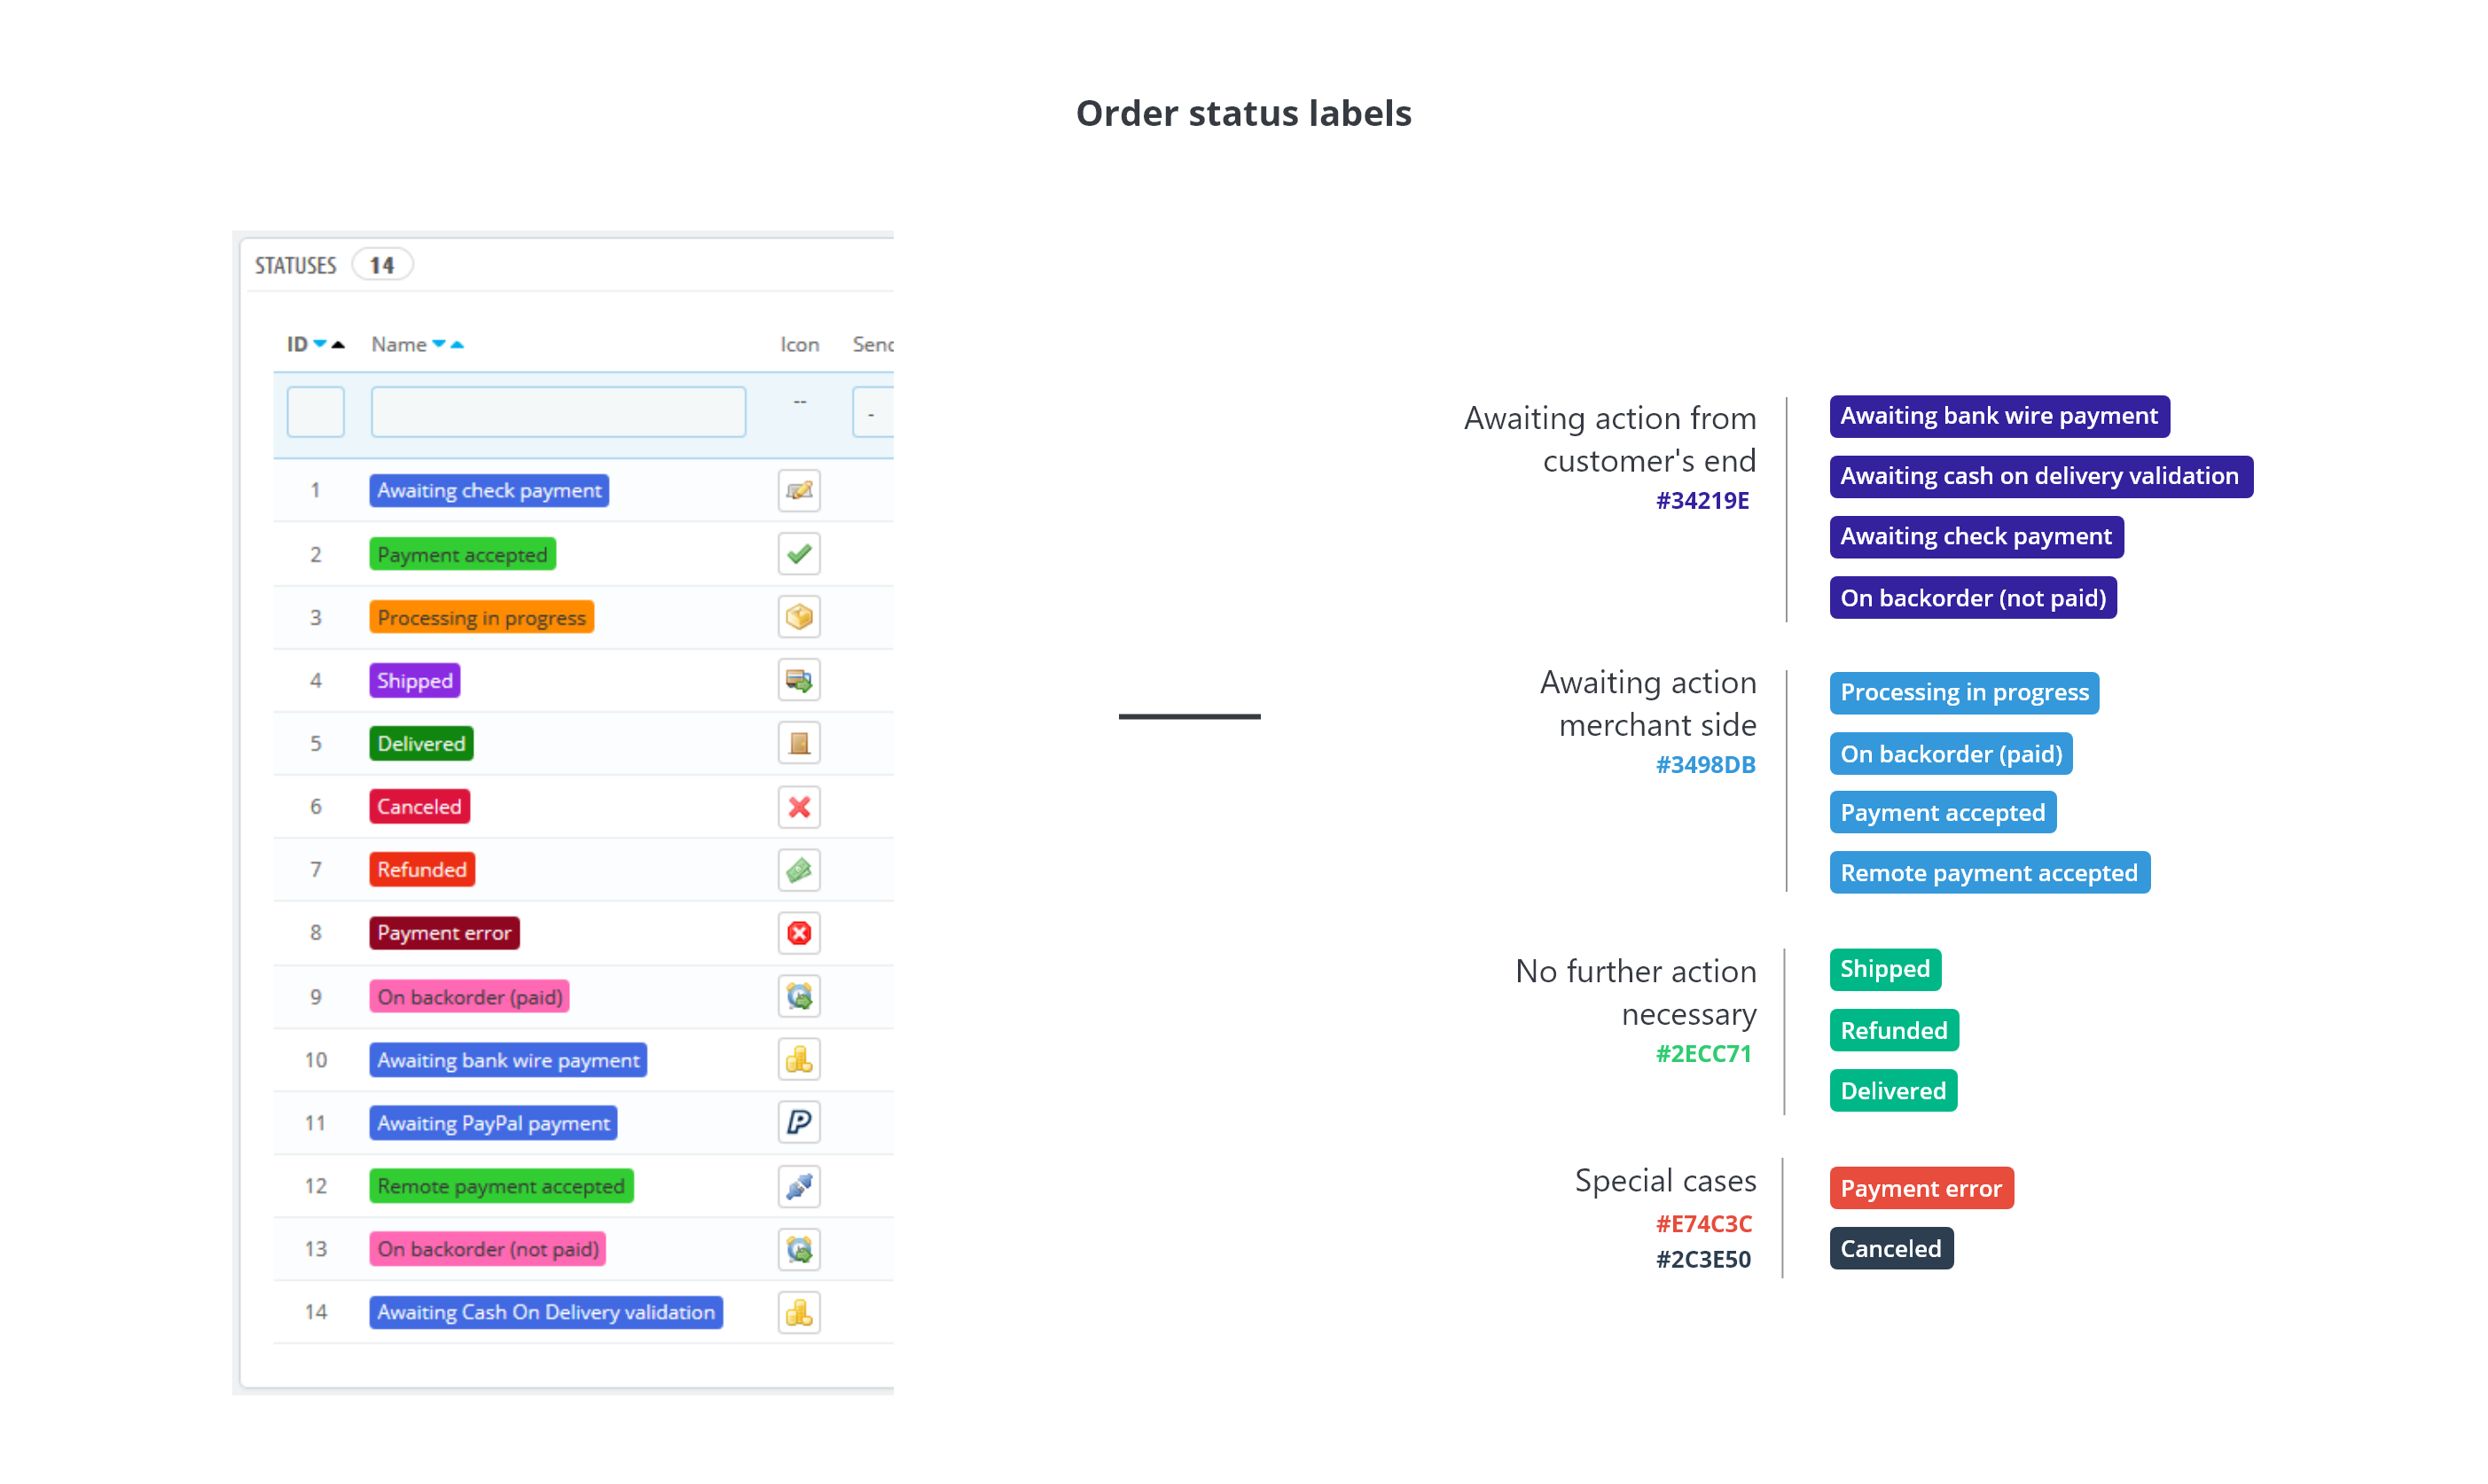 Order status labels
STATUSES 14
ID Name Icon Send
-- -
1 Awaiting check payment
2 Payment accepted
3 Processing in progress
4 Shipped
5 Delivered
6 Canceled
7 Refunded
8 Payment error
9 On backorder (paid)
10 Awaiting bank wire payment
11 Awaiting PayPal payment
12 Remote payment accepted
13 On backorder (not paid)
14 Awaiting Cash On Delivery validation
Awaiting action from
customer's end
#34219E
Awaiting bank wire payment
Awaiting cash on delivery validation
Awaiting check payment
On backorder (not paid)
Awaiting action
merchant side
#3498DB
Processing in progress
On backorder (paid)
Payment accepted
Remote payment accepted
No further action
necessary
#2ECC71
Shipped
Refunded
Delivered
Special cases
#E74C3C
#2C3E50
Payment error
Canceled